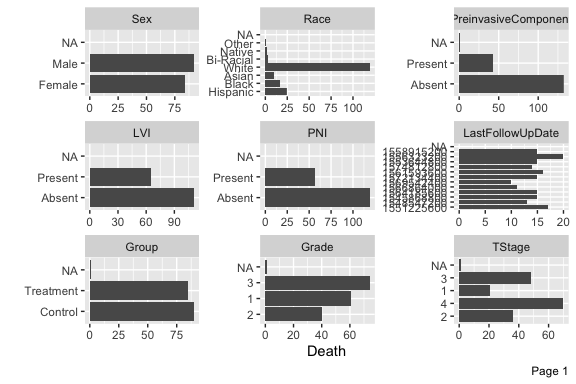 Sex
NA
Male
Female
0 25 50 75
Race
NA
Other
Native
Bi-Racial
White
Asian
Black
Hispanic
0 25 50 75 100
PreinvasiveComponent
NA
Present
Absent
0 50 100
LVI
NA
Present
Absent
0 30 60 90
PNI
NA
Present
Absent
0 25 50 75 100
LastFollowUpDate
NA
1558915200
1556323200
1561593600
1551225600
0 5 10 15 20
Group
NA
Treatment
Control
0 25 50 75
Grade
NA
3
1
2
0 20 40 60
TStage
NA
3
1
4
2
0 20 40 60
Death
Page 1